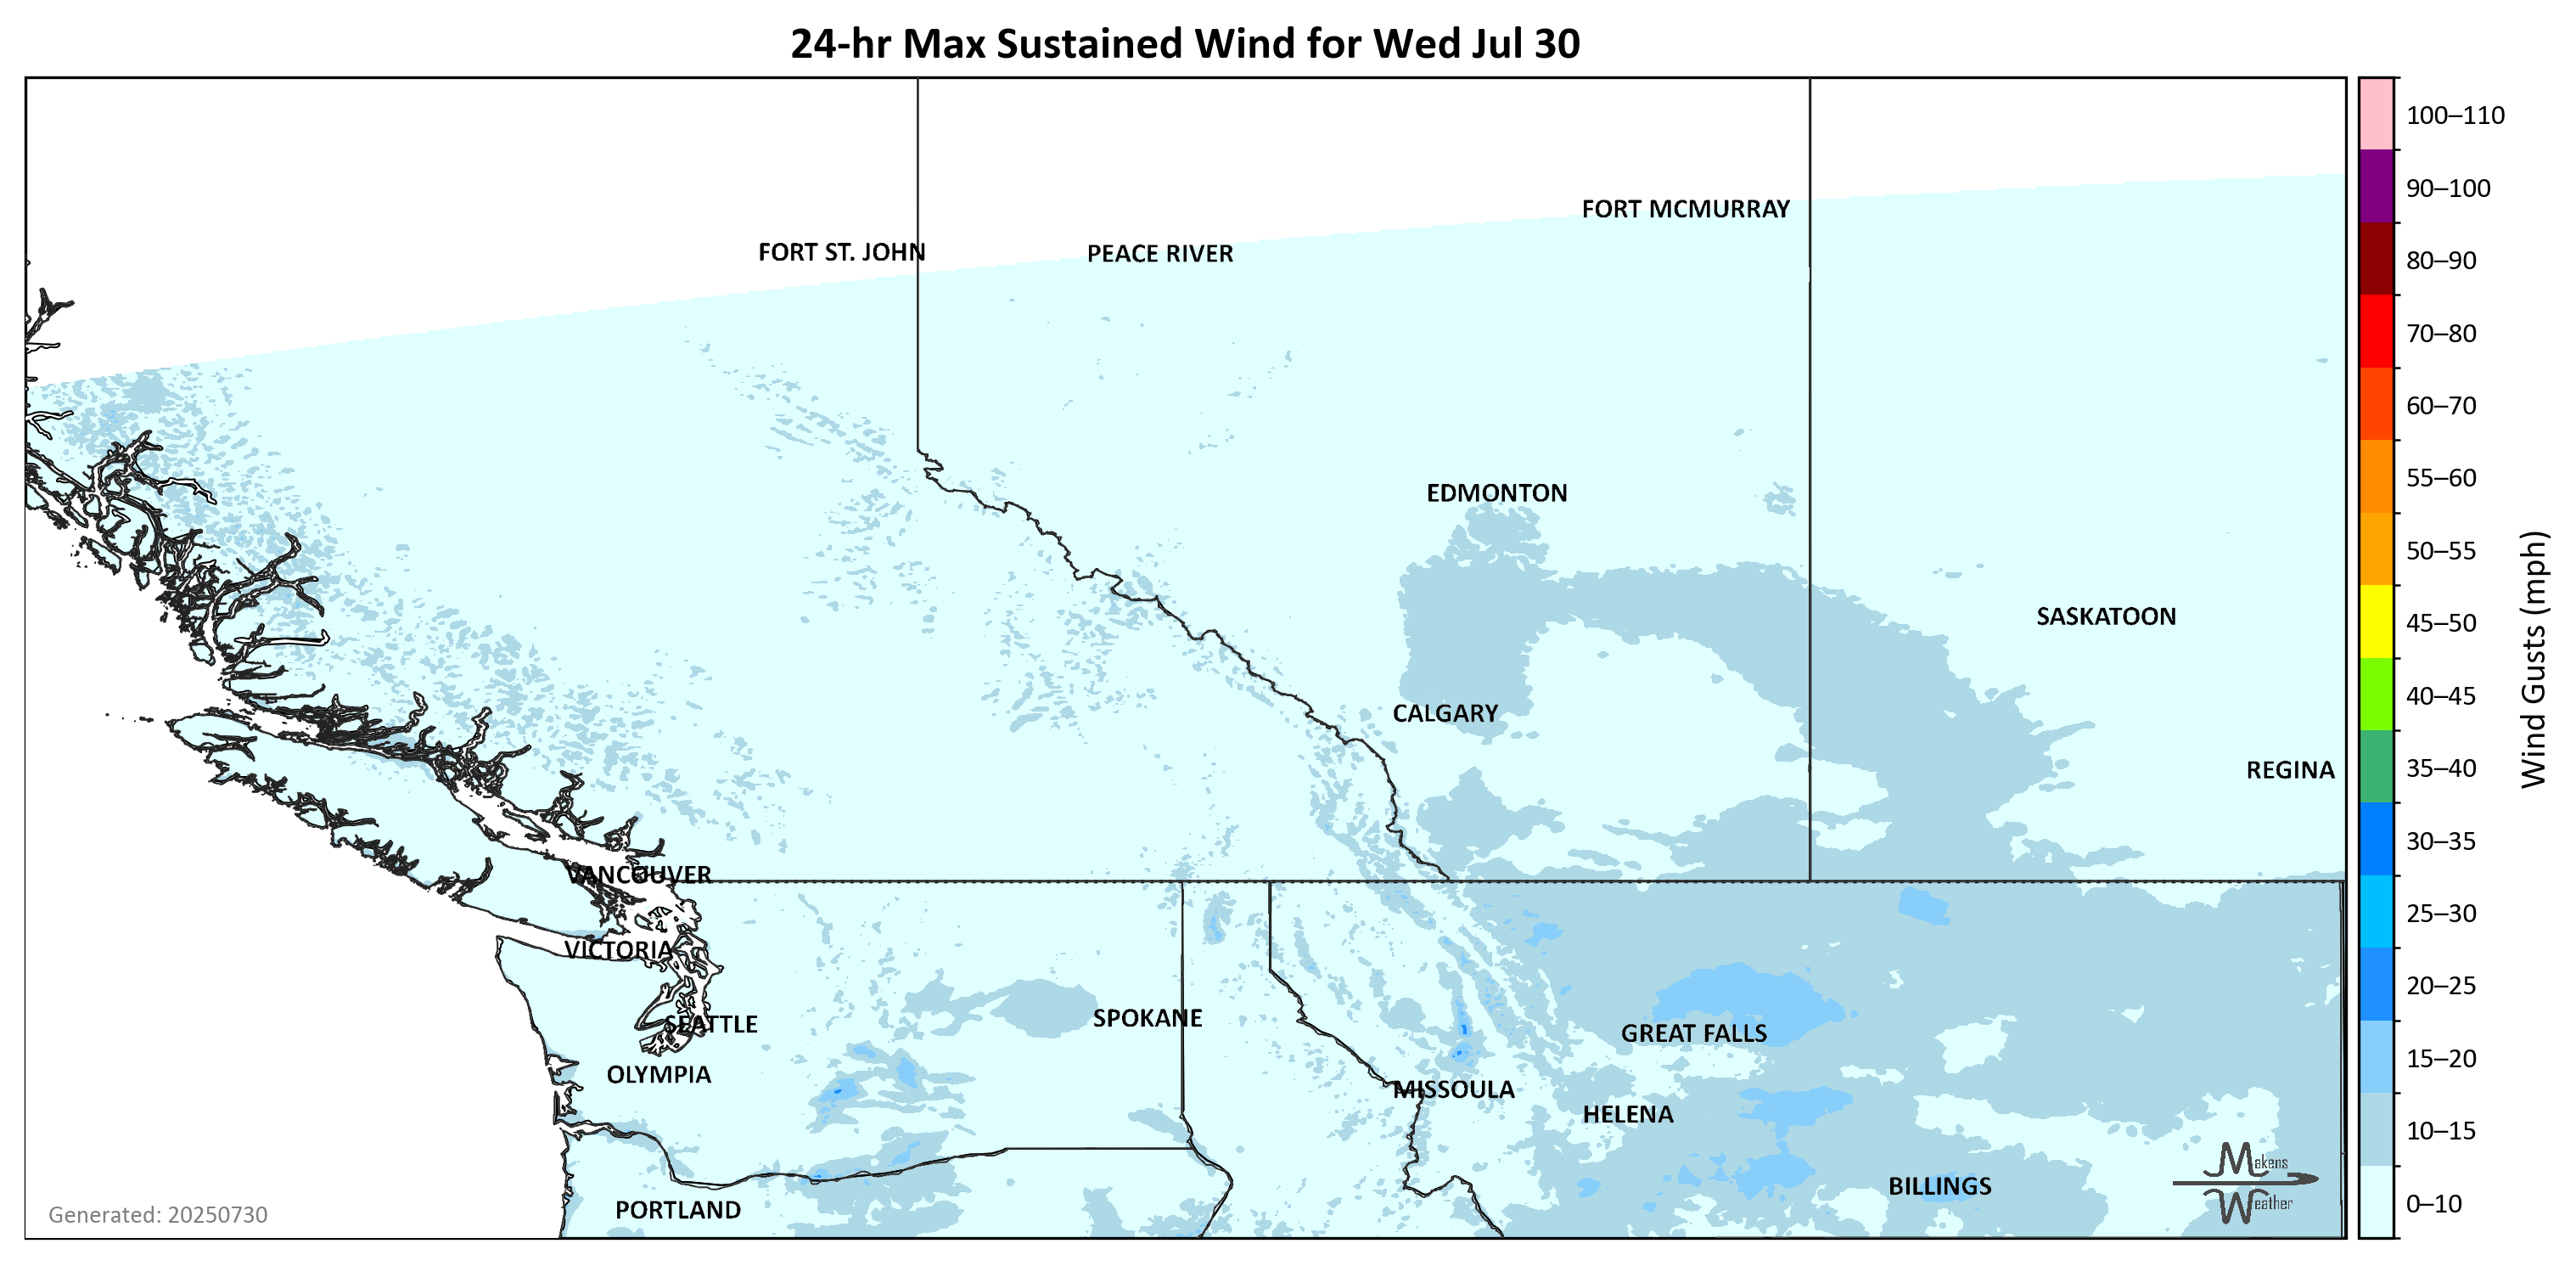 24-hr Max Sustained Wind for Wed Jul 30
100–110
FORT MCMURRAY
90–100
FORT ST. JOHN
PEACE RIVER
80–90
70–80
60–70
EDMONTON
55–60
50–55
SASKATOON
45–50
Wind Gusts (mph)
CALGARY
40–45
REGINA
35–40
30–35
VANCOUVER
25–30
VICTORIA
20–25
SEATTLE
SPOKANE
GREAT FALLS
15–20
OLYMPIA
MISSOULA
HELENA
10–15
Makens
Weather
BILLINGS
PORTLAND
0–10
Generated: 20250730